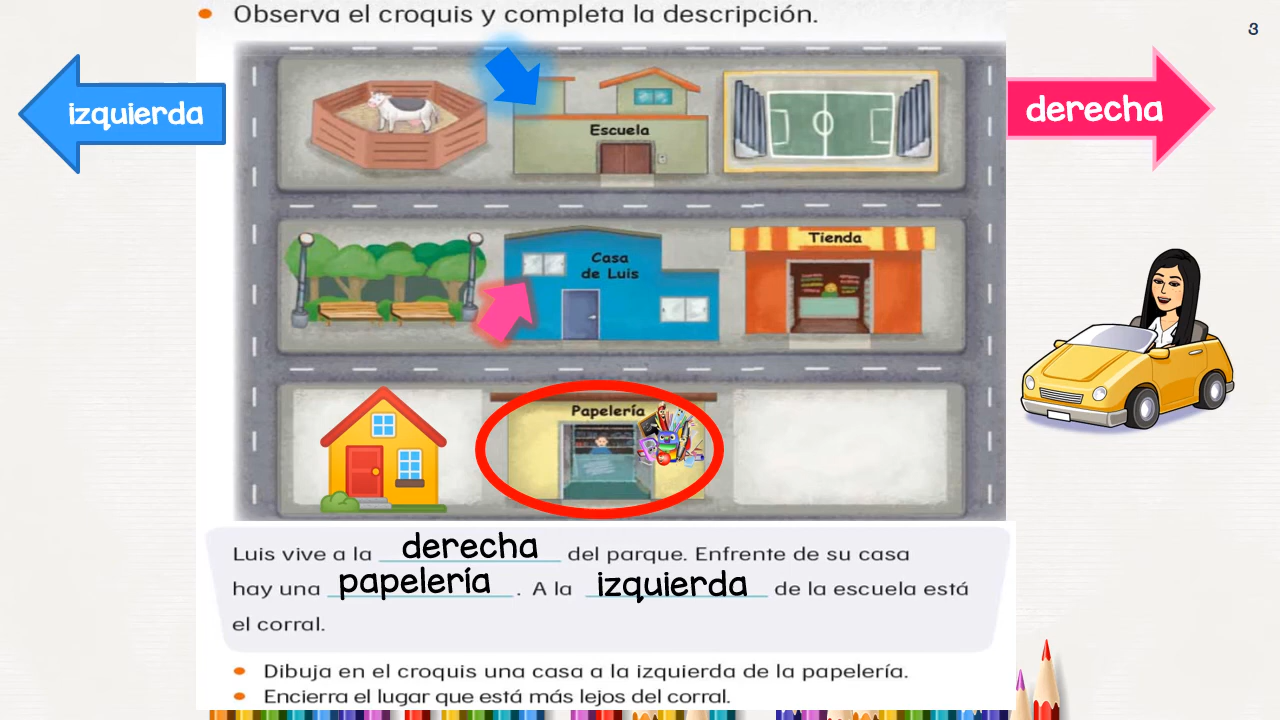 Observa el croquis y completa la descripción.
3
izquierda
derecha
Escuela
Casa
de Luis
Tienda
Papelería
Luis vive a la derecha del parque. Enfrente de su casa
hay una papelería. A la izquierda de la escuela está
el corral.
Dibuja en el croquis una casa a la izquierda de la papelería.
Encierra el lugar que está más lejos del corral.